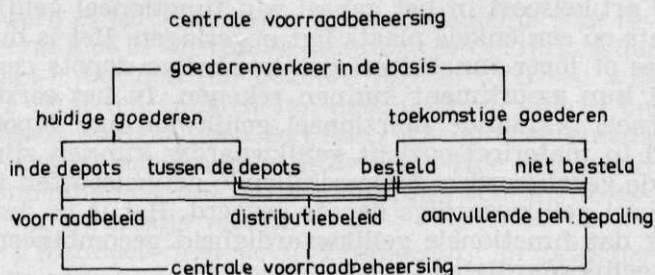 centrale voorraadbeheersing
goederenverkeer in de basis
huidige goederen toekomstige goederen
in de depots tussen de depots besteld niet besteld
voorraadbeleid distributiebeleid aanvullende beh. bepaling
centrale voorraadbeheersing